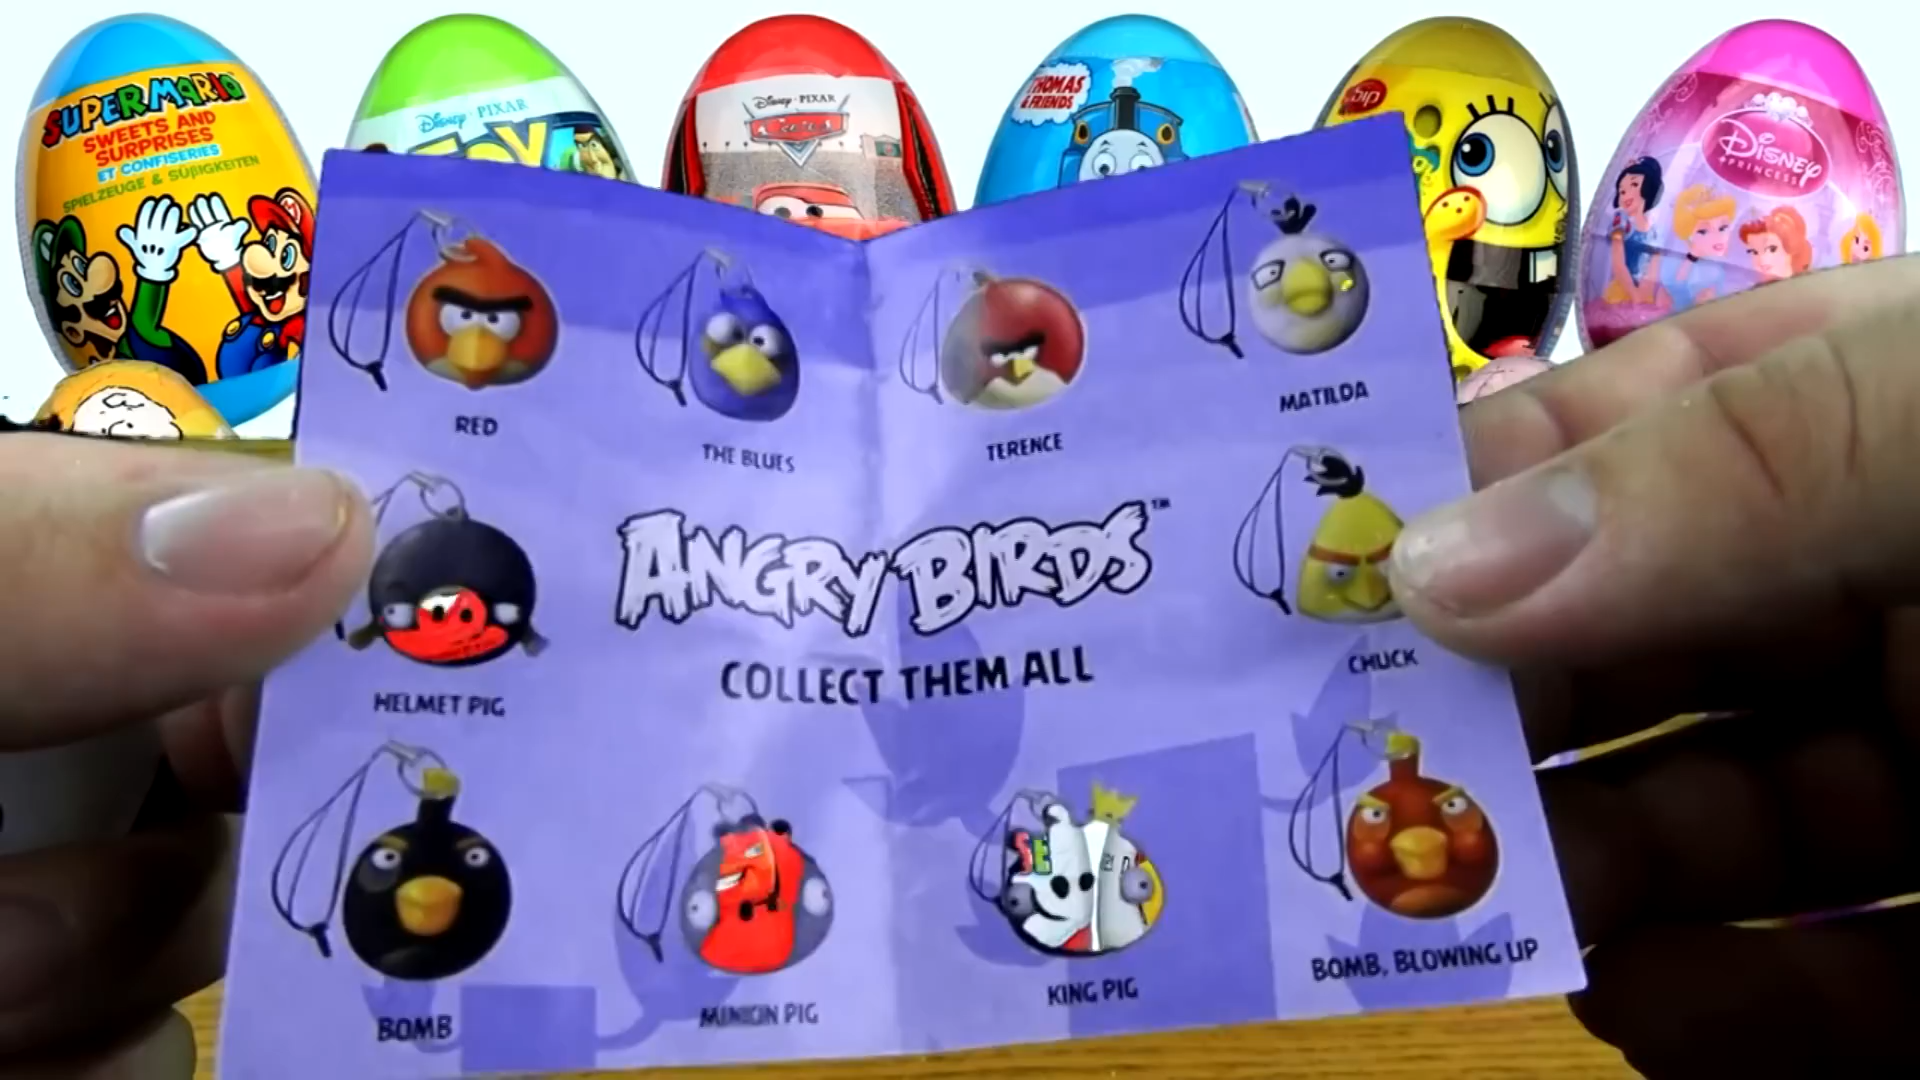 SUPER MARIO
SWEETS AND
SURPRISES
ET CONFISERIES
SPIELZEUGE & SÜßIGKEITEN
Disney · PIXAR
TOY
Disney · PIXAR
Cars
THOMAS
& FRIENDS
Disney
PRINCESS
RED
THE BLUES
TERENCE
MATILDA
ANGRY BIRDS™
COLLECT THEM ALL
HELMET PIG
CHUCK
BOMB
MINION PIG
KING PIG
BOMB, BLOWING UP